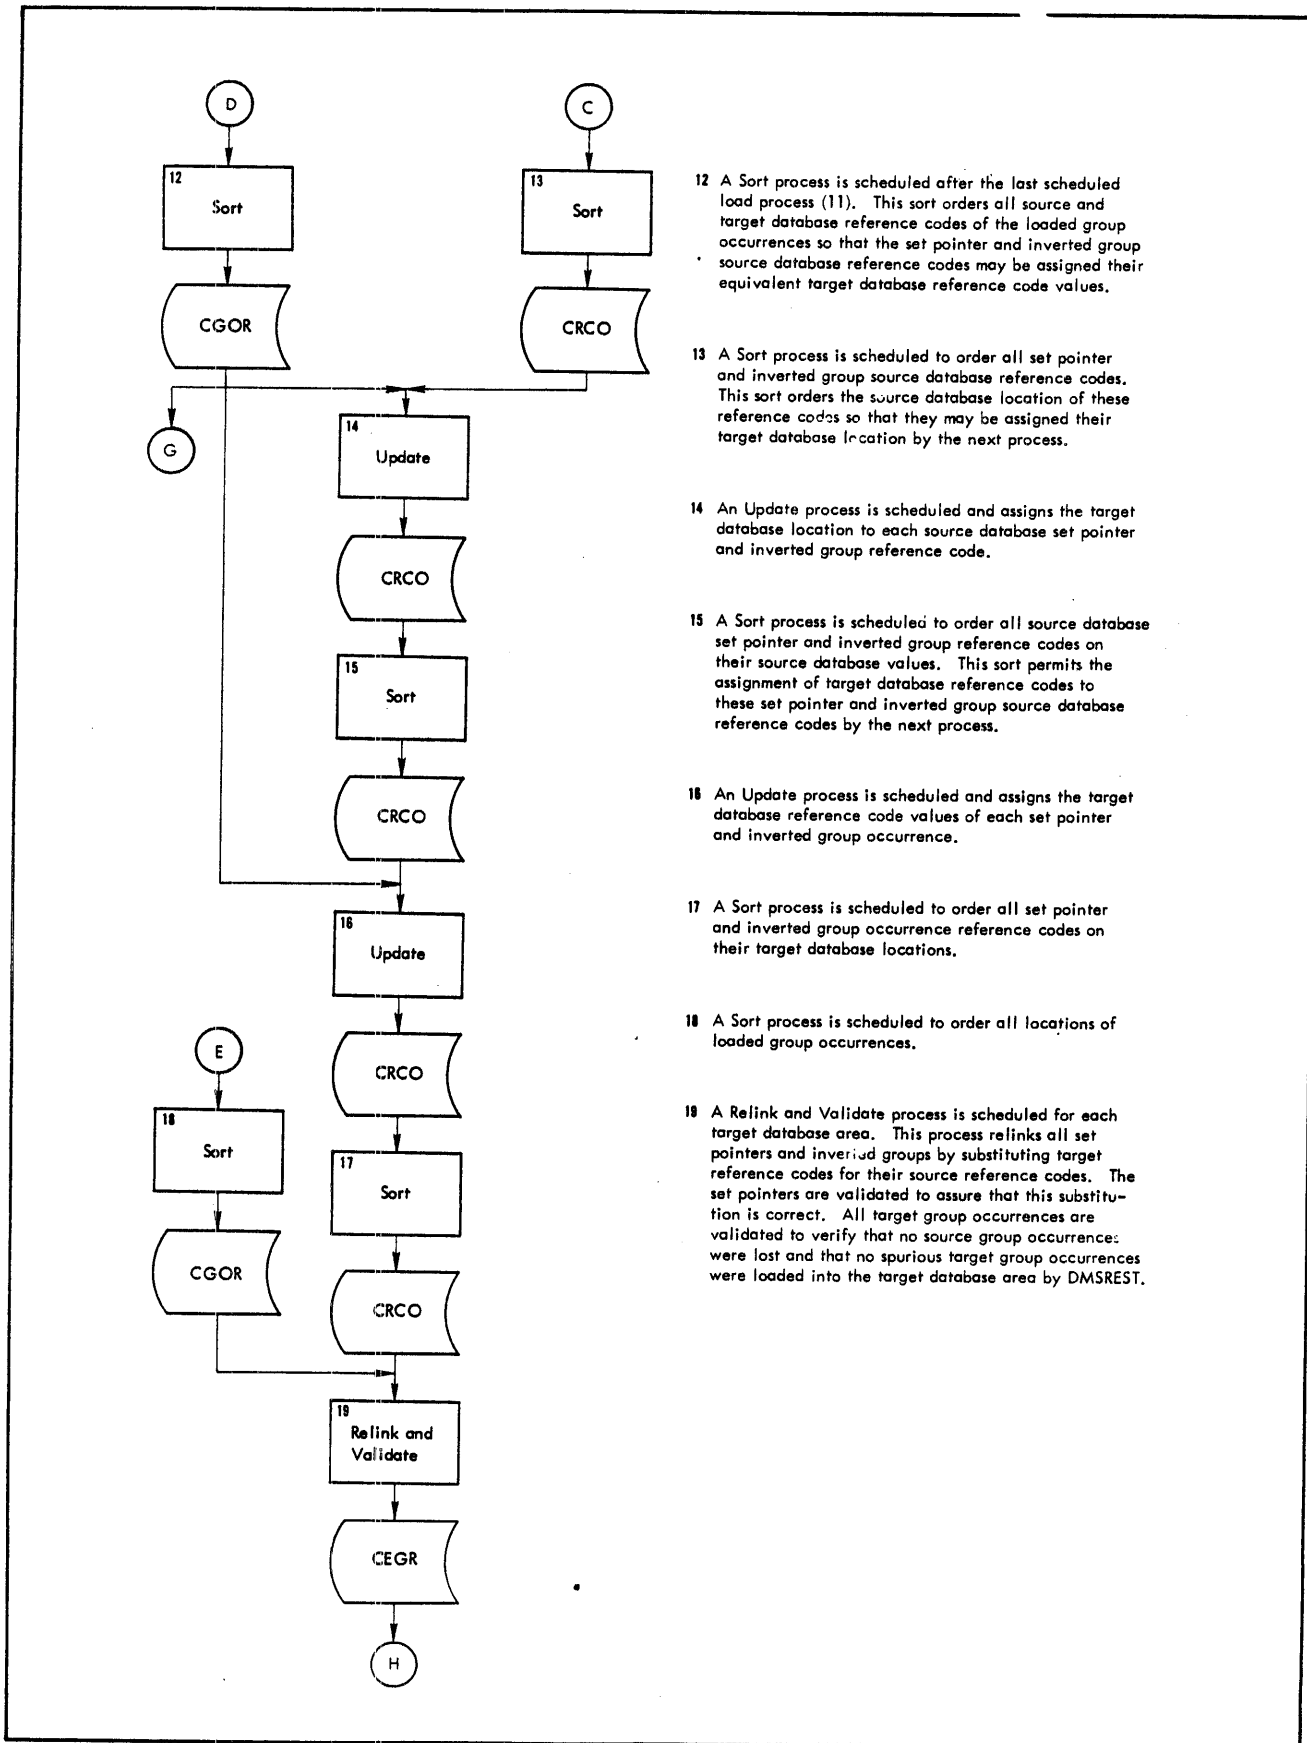 D
C
12
Sort
13
Sort
CGOR
CRCO
G
14
Update
CRCO
15
Sort
CRCO
16
Update
CRCO
E
18
Sort
17
Sort
CGOR
CRCO
19
Relink and
Validate
CEGR
H
12 A Sort process is scheduled after the last scheduled
load process (11). This sort orders all source and
target database reference codes of the loaded group
occurrences so that the set pointer and inverted group
source database reference codes may be assigned their
equivalent target database reference code values.
13 A Sort process is scheduled to order all set pointer
and inverted group source database reference codes.
This sort orders the source database location of these
reference codes so that they may be assigned their
target database location by the next process.
14 An Update process is scheduled and assigns the target
database location to each source database set pointer
and inverted group reference code.
15 A Sort process is scheduled to order all source database
set pointer and inverted group reference codes on
their source database values. This sort permits the
assignment of target database reference codes to
these set pointer and inverted group source database
reference codes by the next process.
16 An Update process is scheduled and assigns the target
database reference code values of each set pointer
and inverted group occurrence.
17 A Sort process is scheduled to order all set pointer
and inverted group occurrence reference codes on
their target database locations.
18 A Sort process is scheduled to order all locations of
loaded group occurrences.
19 A Relink and Validate process is scheduled for each
target database area. This process relinks all set
pointers and inverted groups by substituting target
reference codes for their source reference codes. The
set pointers are validated to assure that this substitu-
tion is correct. All target group occurrences are
validated to verify that no source group occurrences
were lost and that no spurious target group occurrences
were loaded into the target database area by DMSREST.